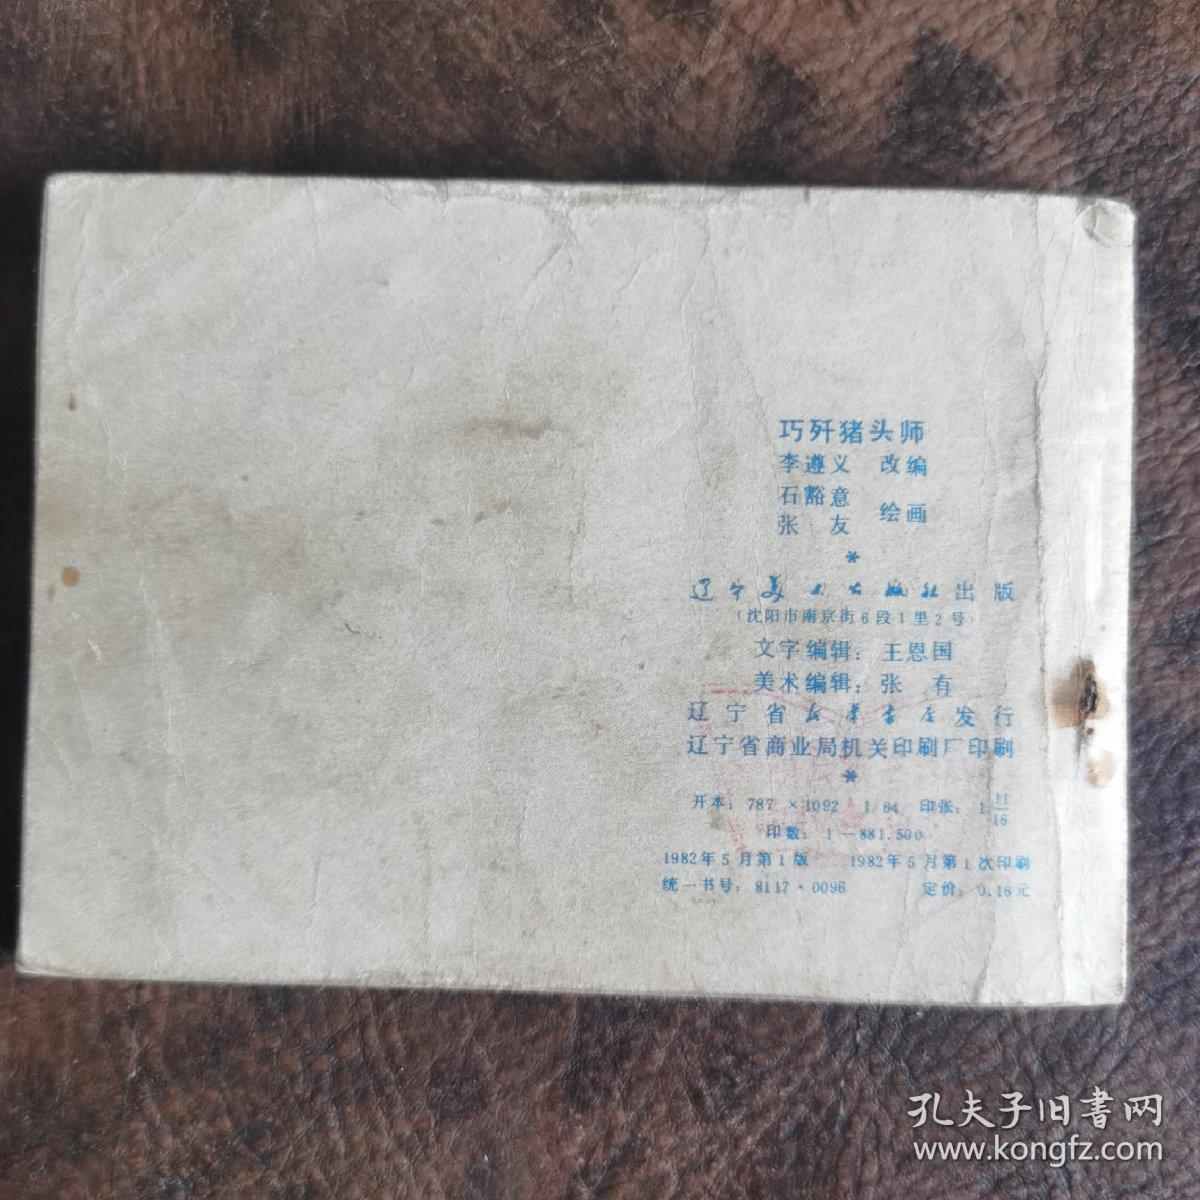 巧歼猪头师
李遵义 改编
石豁意
张 友 绘画
*
辽宁美术出版社出版
(沈阳市南京街6段1里2号)
文字编辑：王恩国
美术编辑：张 有
辽宁省新华书店发行
辽宁省商业局机关印刷厂印刷
*
开本：787×1092 1/64 印张：1 11/16
印数：1—881,500
1982年5月第1版 1982年5月第1次印刷
统一书号：8117·0096 定价：0.16元
孔夫子旧书网
www.kongfz.com